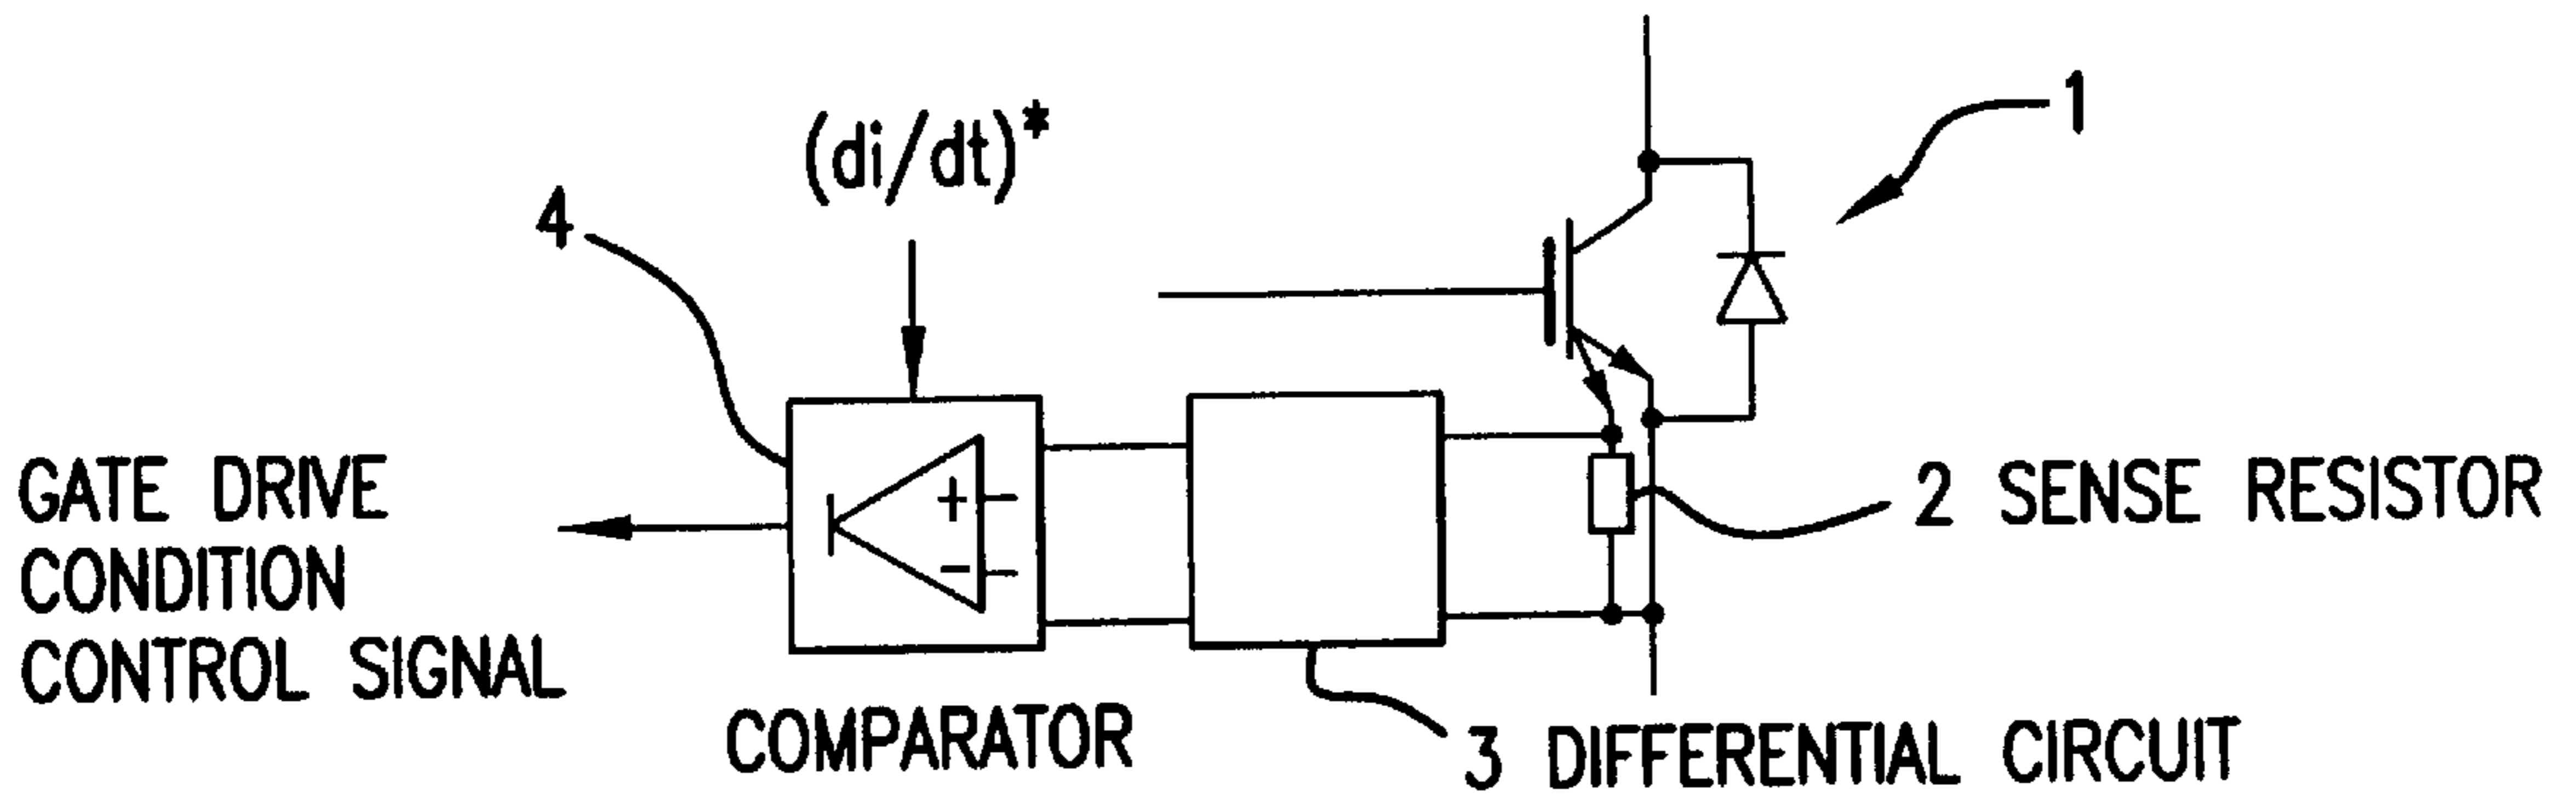 1
(di/dt)*
4
+
−
GATE DRIVE
CONDITION
CONTROL SIGNAL
2 SENSE RESISTOR
COMPARATOR
3 DIFFERENTIAL CIRCUIT